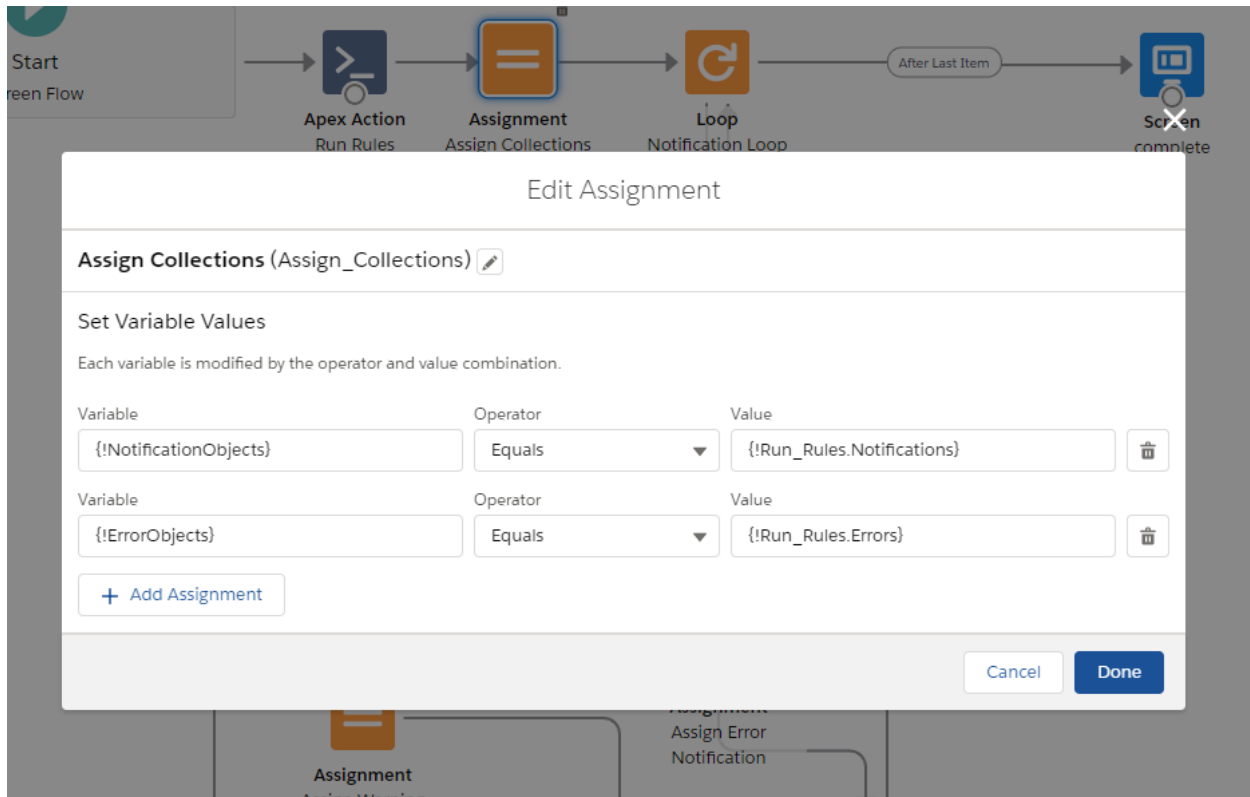 Start
reen Flow
Apex Action
Run Rules
Assignment
Assign Collections
Loop
Notification Loop
After Last Item
Screen
complete
Edit Assignment
Assign Collections (Assign_Collections)
Set Variable Values
Each variable is modified by the operator and value combination.
Variable Operator Value
{!NotificationObjects} Equals {!Run_Rules.Notifications}
Variable Operator Value
{!ErrorObjects} Equals {!Run_Rules.Errors}
+ Add Assignment
Cancel Done
Assignment
Assign Error
Notification
Assignment